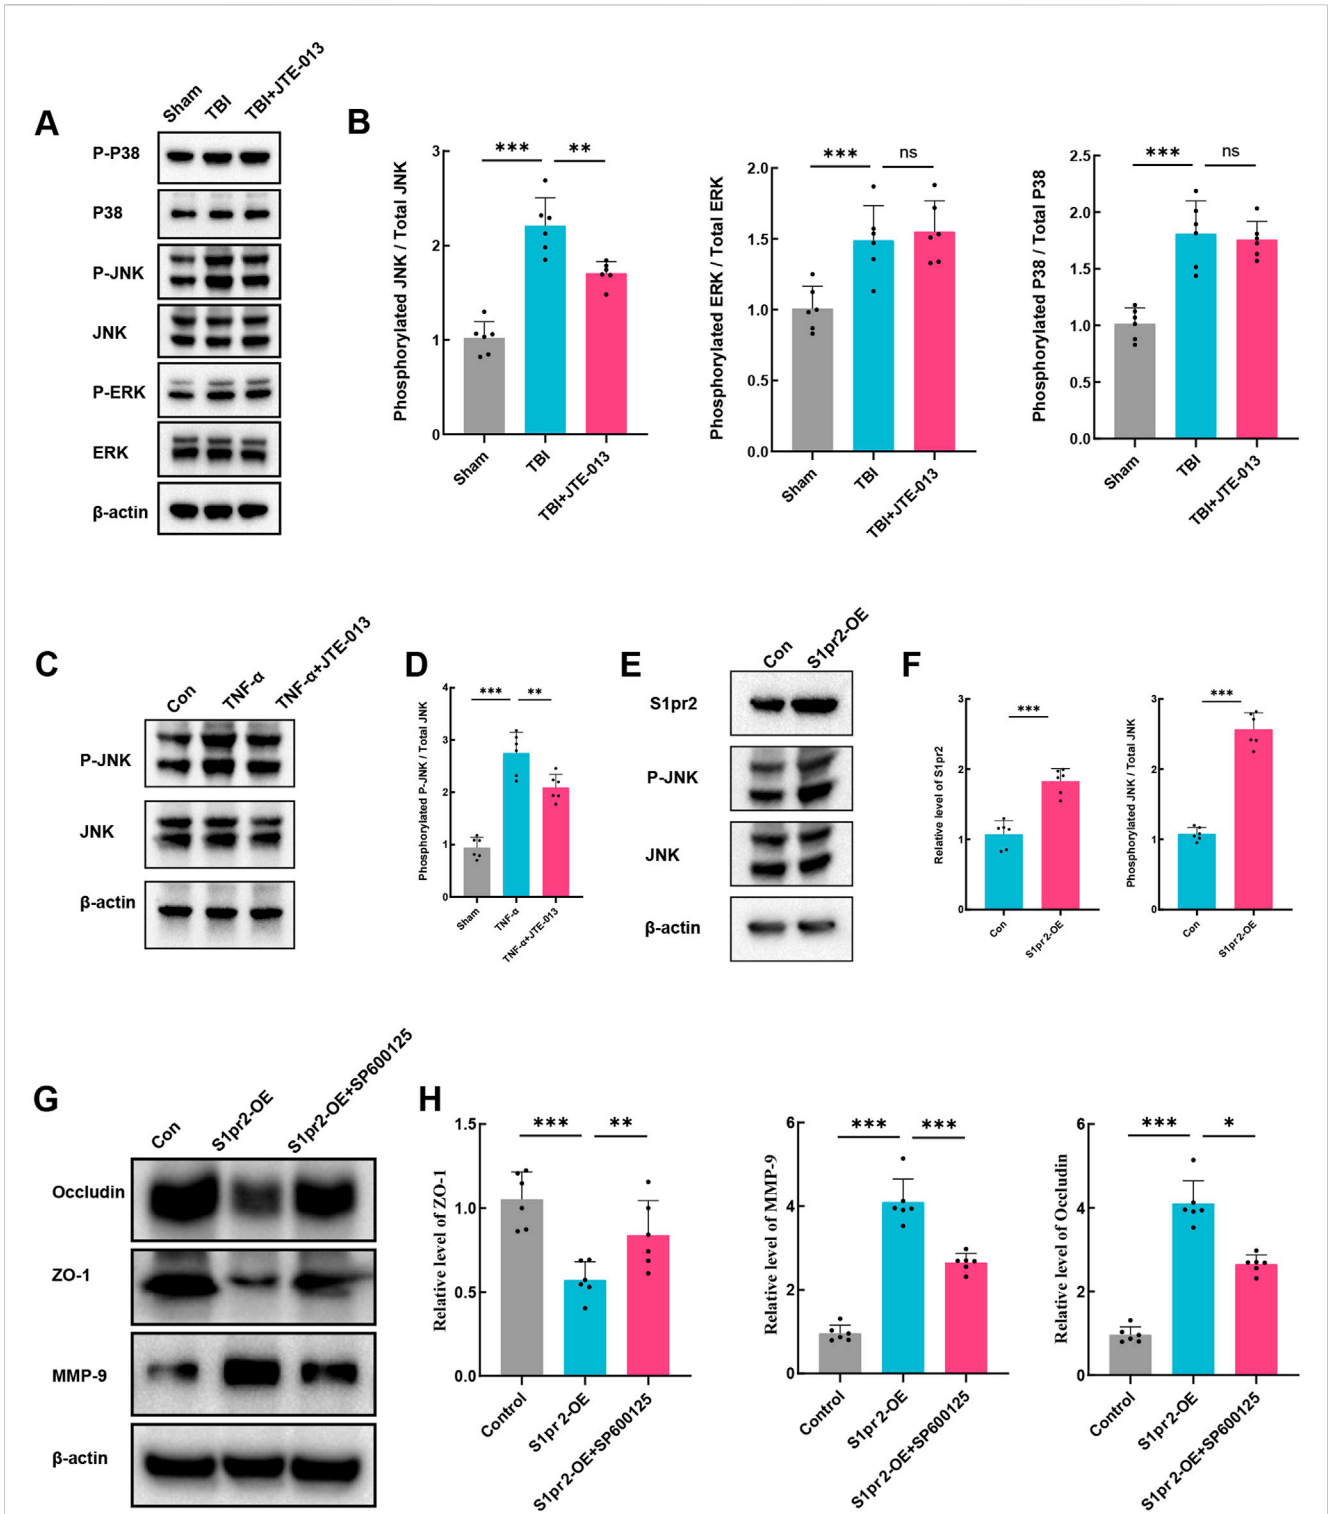 A
Sham
TBI
TBI+JTE-013
P-P38
P38
P-JNK
JNK
P-ERK
ERK
β-actin
B
Phosphorylated JNK / Total JNK
3
2
1
0
***
**
Sham
TBI
TBI+JTE-013
Phosphorylated ERK / Total ERK
2.0
1.5
1.0
0.5
0.0
***
ns
Sham
TBI
TBI+JTE-013
Phosphorylated P38 / Total P38
2.5
2.0
1.5
1.0
0.5
0.0
***
ns
Sham
TBI
TBI+JTE-013
C
Con
TNF-α
TNF-α+JTE-013
P-JNK
JNK
β-actin
D
Phosphorylated P-JNK / Total JNK
4
3
2
1
0
***
**
Sham
TNF-α
TNF-α+JTE-013
E
Con
S1pr2-OE
S1pr2
P-JNK
JNK
β-actin
F
Relative level of S1pr2
3
2
1
0
***
Con
S1pr2-OE
Phosphorylated JNK / Total JNK
3
2
1
0
***
Con
S1pr2-OE
G
Con
S1pr2-OE
S1pr2-OE+SP600125
Occludin
ZO-1
MMP-9
β-actin
H
Relative level of ZO-1
1.5
1.0
0.5
0.0
***
**
Control
S1pr2-OE
S1pr2-OE+SP600125
Relative level of MMP-9
6
4
2
0
***
***
Control
S1pr2-OE
S1pr2-OE+SP600125
Relative level of Occludin
6
4
2
0
***
*
Control
S1pr2-OE
S1pr2-OE+SP600125